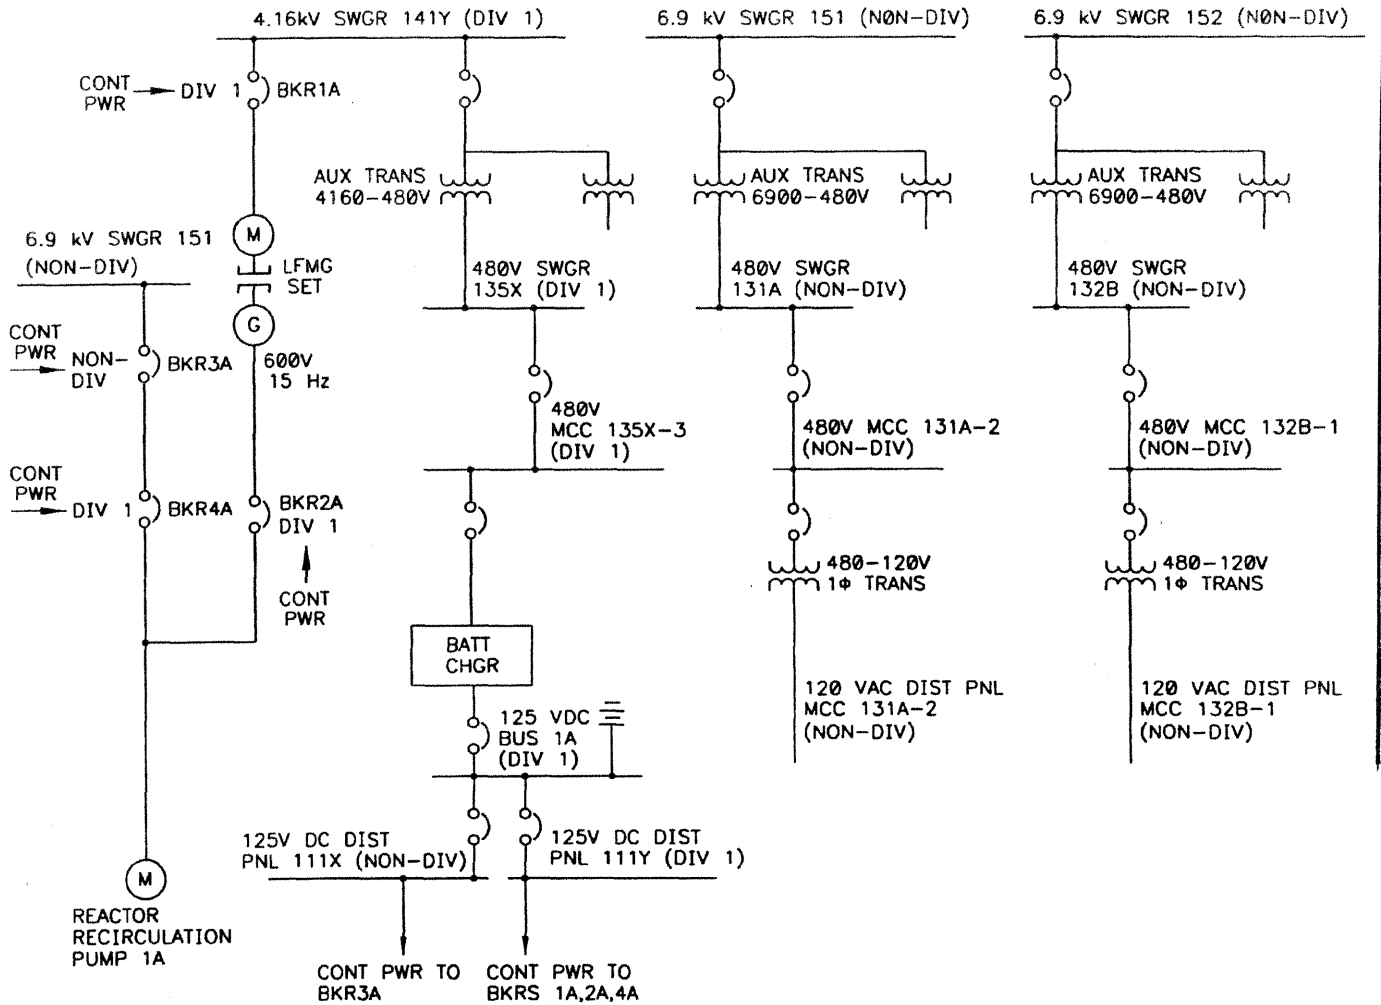 4.16kV SWGR 141Y (DIV 1)
6.9 kV SWGR 151 (NØN-DIV)
6.9 kV SWGR 152 (NØN-DIV)
CONT
PWR
DIV 1
BKR1A
AUX TRANS
4160-480V
AUX TRANS
6900-480V
AUX TRANS
6900-480V
6.9 kV SWGR 151
(NON-DIV)
M
LFMG
SET
G
600V
15 Hz
480V SWGR
135X (DIV 1)
480V SWGR
131A (NON-DIV)
480V SWGR
132B (NON-DIV)
CONT
PWR
NON-
DIV
BKR3A
480V
MCC 135X-3
(DIV 1)
480V MCC 131A-2
(NON-DIV)
480V MCC 132B-1
(NON-DIV)
CONT
PWR
DIV 1
BKR4A
BKR2A
DIV 1
CONT
PWR
480-120V
1Φ TRANS
480-120V
1Φ TRANS
BATT
CHGR
125 VDC
BUS 1A
(DIV 1)
120 VAC DIST PNL
MCC 131A-2
(NON-DIV)
120 VAC DIST PNL
MCC 132B-1
(NON-DIV)
125V DC DIST
PNL 111X (NON-DIV)
125V DC DIST
PNL 111Y (DIV 1)
M
REACTOR
RECIRCULATION
PUMP 1A
CONT PWR TO
BKR3A
CONT PWR TO
BKRS 1A,2A,4A